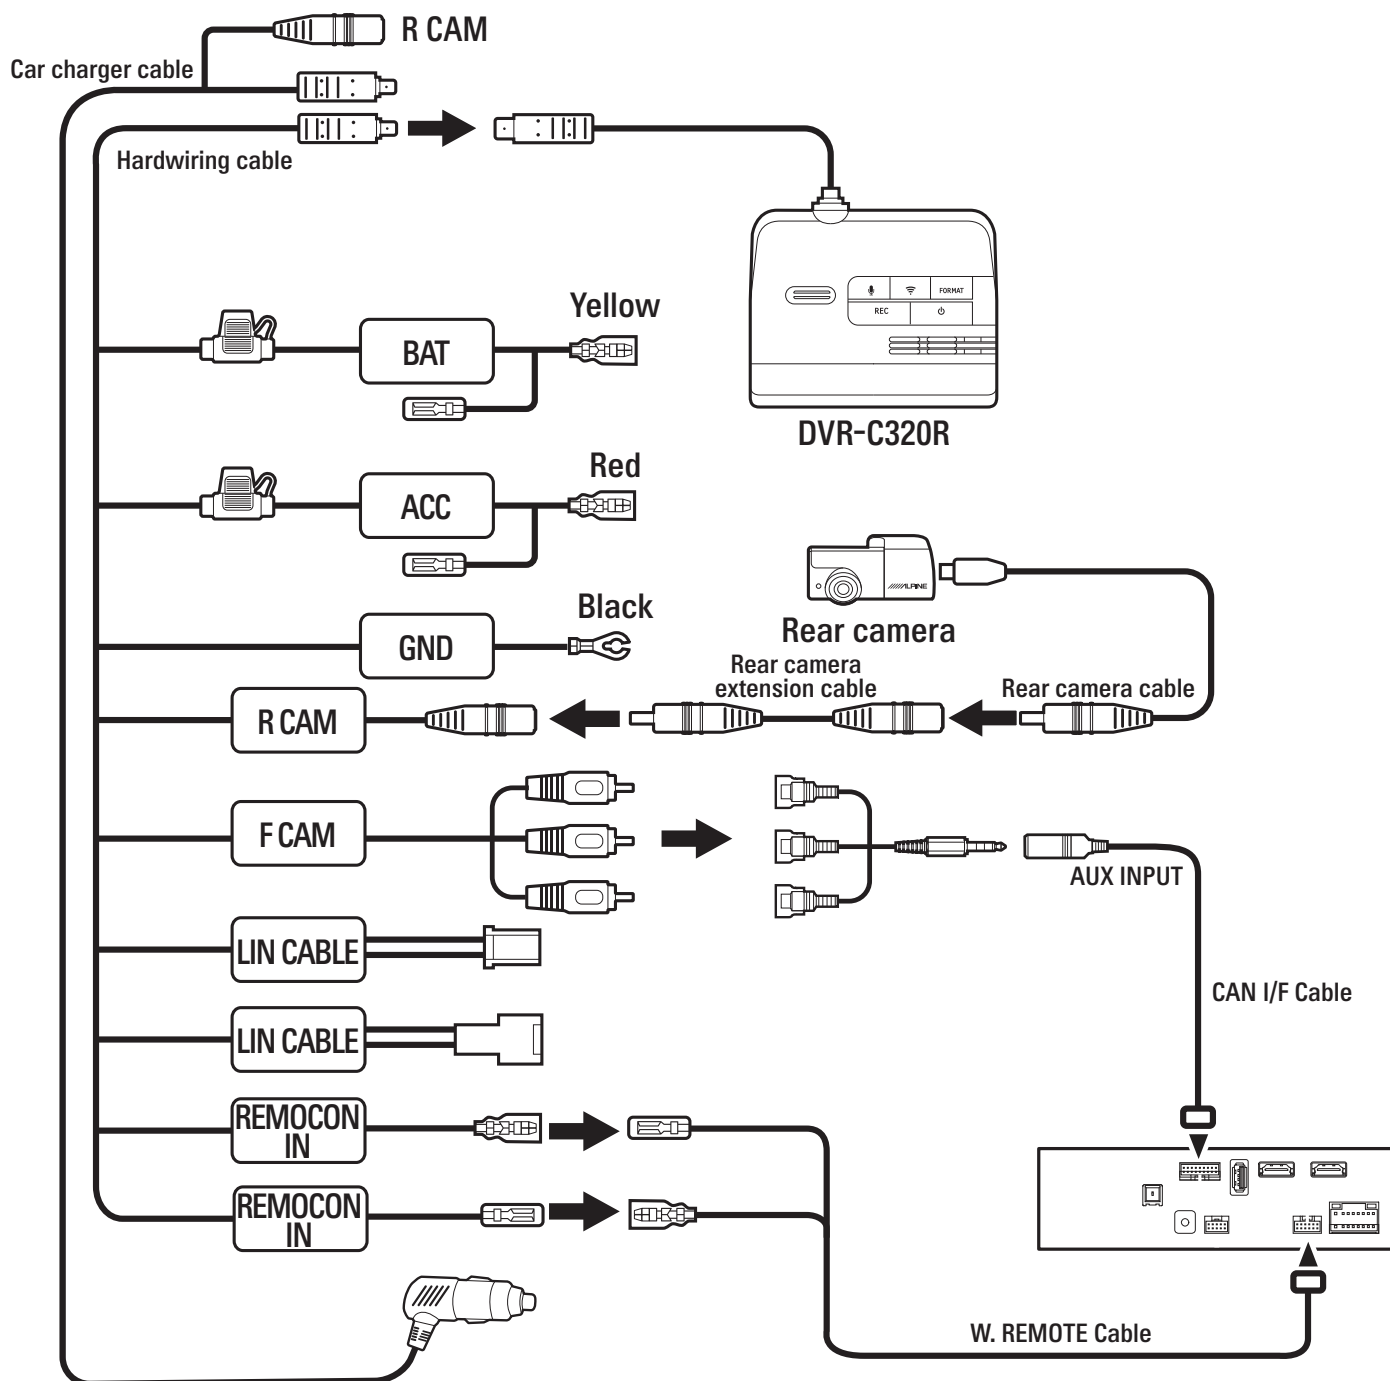 R CAM
Car charger cable
Hardwiring cable
FORMAT
REC
Yellow
BAT
DVR-C320R
Red
ACC
ALPINE
Black
GND
Rear camera
Rear camera
extension cable
Rear camera cable
R CAM
F CAM
AUX INPUT
LIN CABLE
CAN I/F Cable
LIN CABLE
REMOCON
IN
REMOCON
IN
W. REMOTE Cable